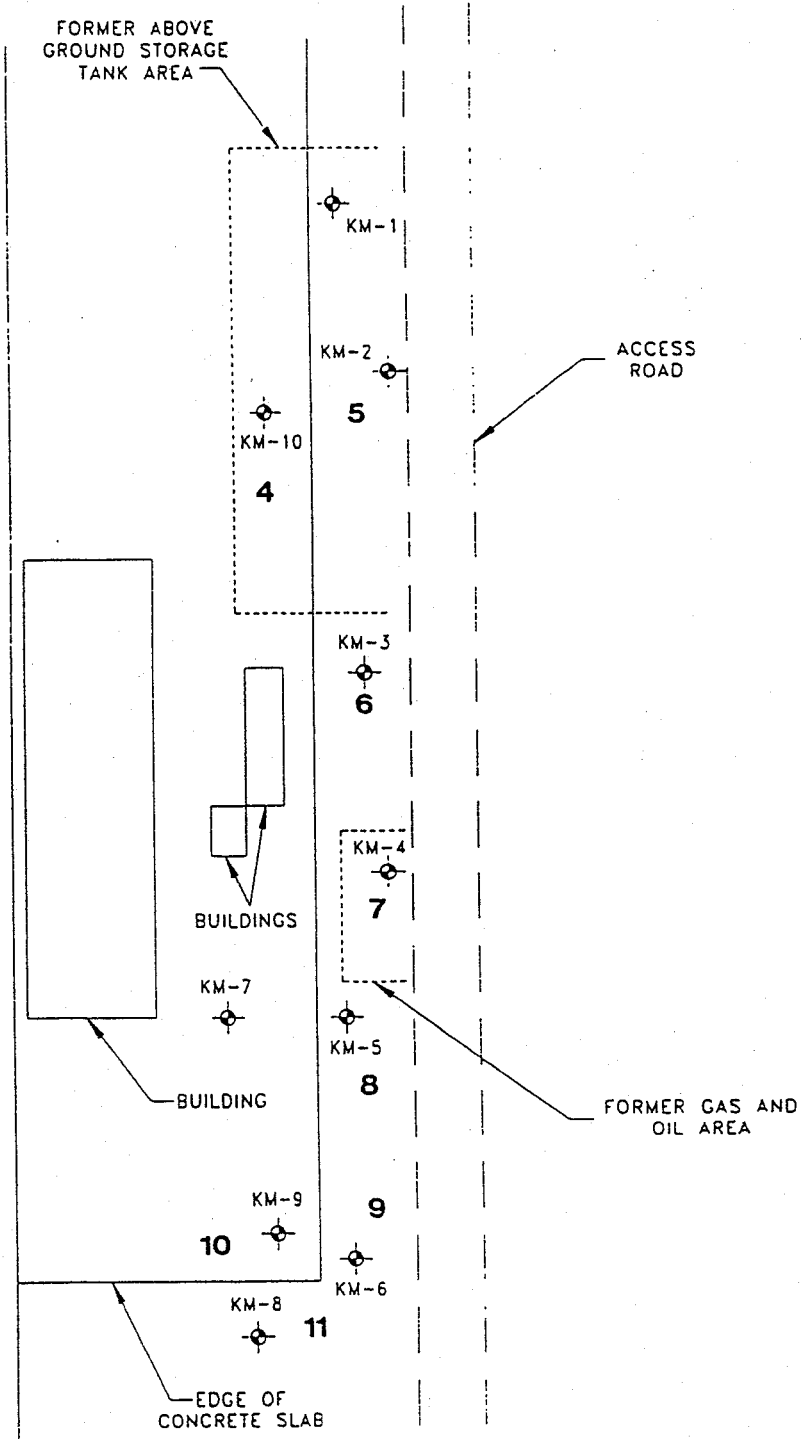 FORMER ABOVE
GROUND STORAGE
TANK AREA
KM-1
KM-2
ACCESS
ROAD
5
KM-10
4
KM-3
6
KM-4
7
BUILDINGS
KM-7
KM-5
8
BUILDING
FORMER GAS AND
OIL AREA
KM-9
9
10
KM-6
KM-8
11
EDGE OF
CONCRETE SLAB